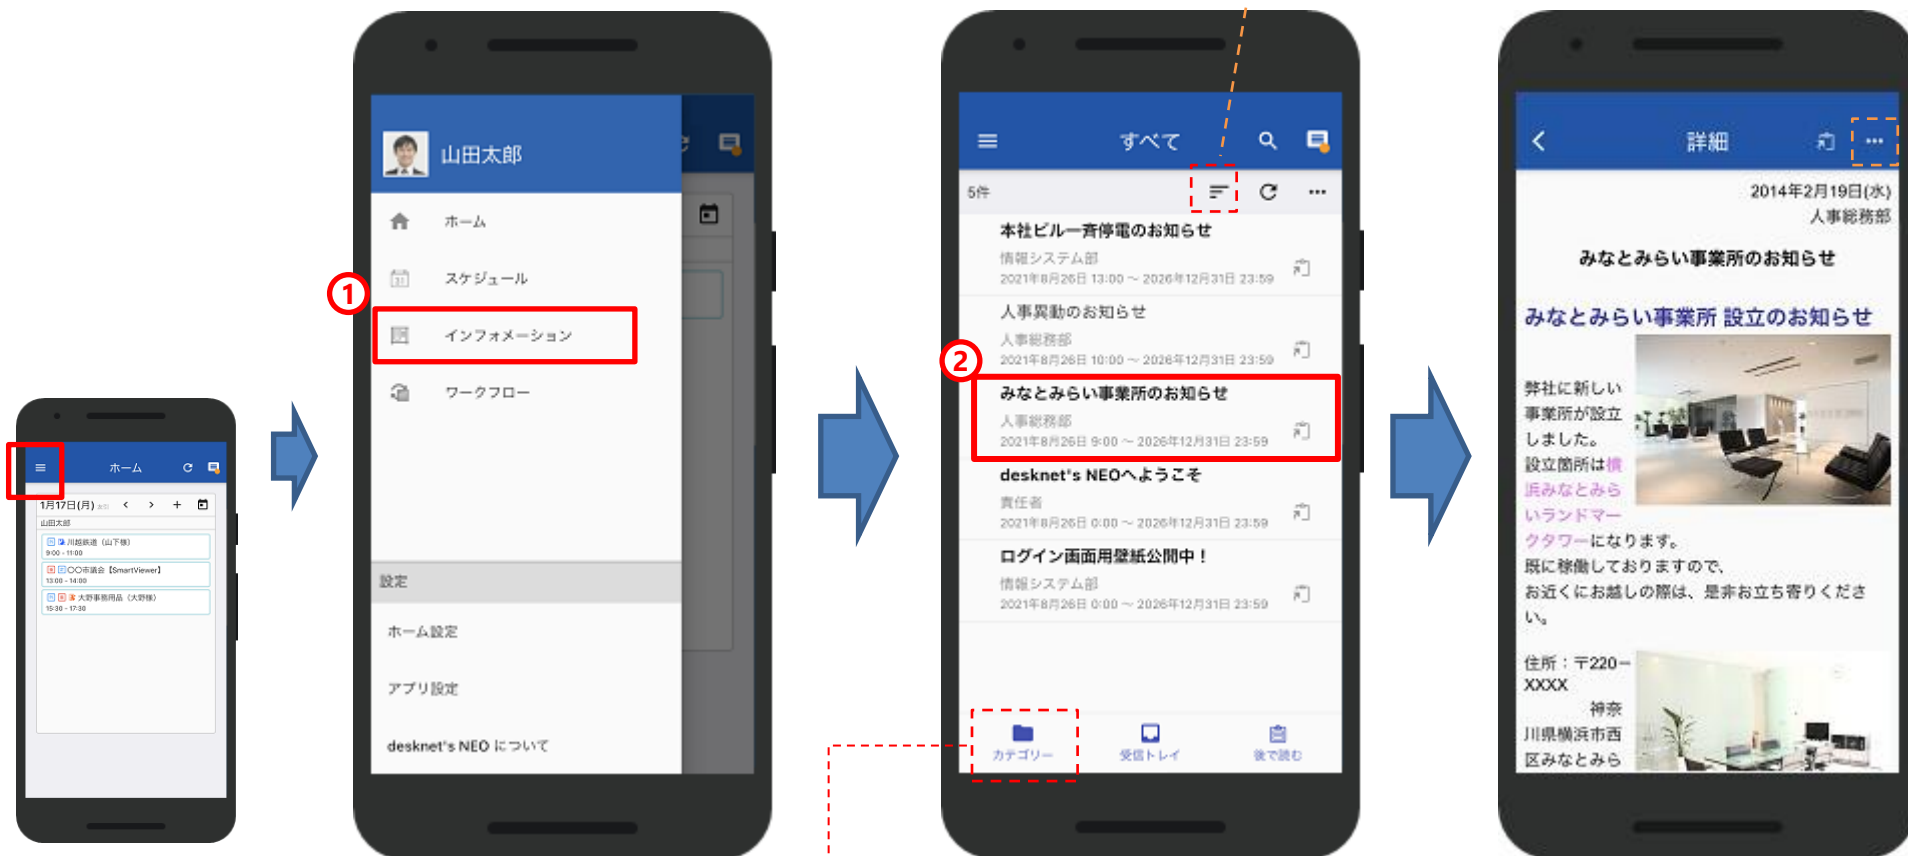 ホーム
1月17日(月)
山田太郎
川越鉄道（山下様）
9:00 - 11:00
〇〇市議会【SmartViewer】
13:00 - 14:00
大野事務用品（大野様）
15:30 - 17:30
山田太郎
ホーム
スケジュール
1
インフォメーション
ワークフロー
設定
ホーム設定
アプリ設定
desknet's NEO について
すべて
5件
本社ビル一斉停電のお知らせ
情報システム部
2021年8月26日 13:00 ～ 2026年12月31日 23:59
人事異動のお知らせ
人事総務部
2021年8月26日 10:00 ～ 2026年12月31日 23:59
2
みなとみらい事業所のお知らせ
人事総務部
2021年8月26日 9:00 ～ 2026年12月31日 23:59
desknet's NEOへようこそ
責任者
2021年8月26日 0:00 ～ 2026年12月31日 23:59
ログイン画面用壁紙公開中！
情報システム部
2021年8月26日 0:00 ～ 2026年12月31日 23:59
カテゴリー
受信トレイ
後で読む
詳細
2014年2月19日(水)
人事総務部
みなとみらい事業所のお知らせ
みなとみらい事業所 設立のお知らせ
弊社に新しい
事業所が設立
しました。
設立箇所は横
浜みなとみら
いランドマー
クタワーになります。
既に稼働しておりますので、
お近くにお越しの際は、是非お立ち寄りくださ
い。
住所：〒220－
XXXX
神奈
川県横浜市西
区みなとみら